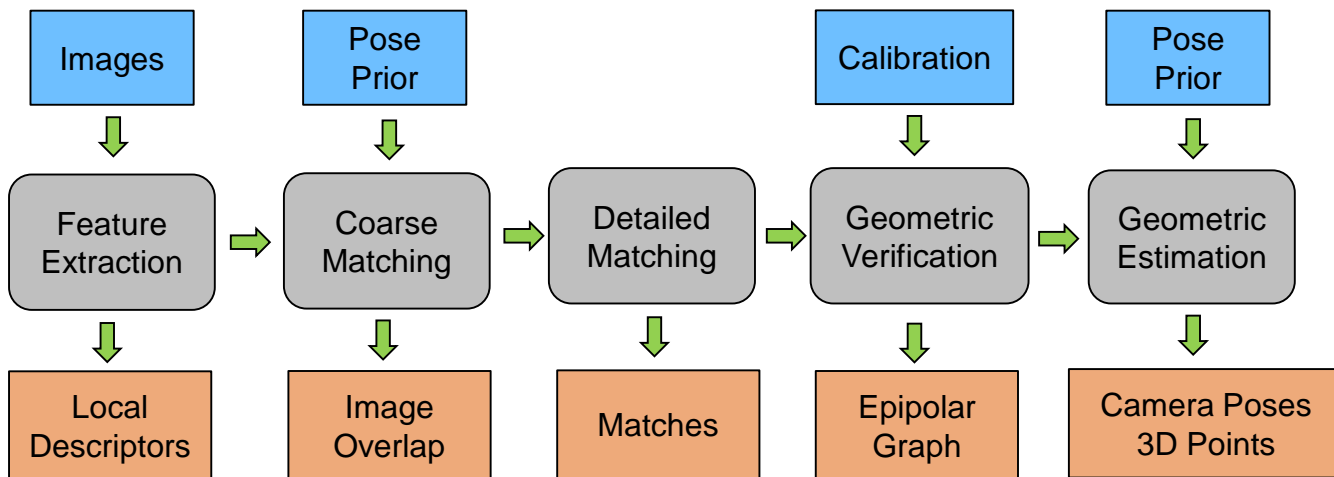 Images
Pose
Prior
Calibration
Pose
Prior
Feature
Extraction
Coarse
Matching
Detailed
Matching
Geometric
Verification
Geometric
Estimation
Local
Descriptors
Image
Overlap
Matches
Epipolar
Graph
Camera Poses
3D Points